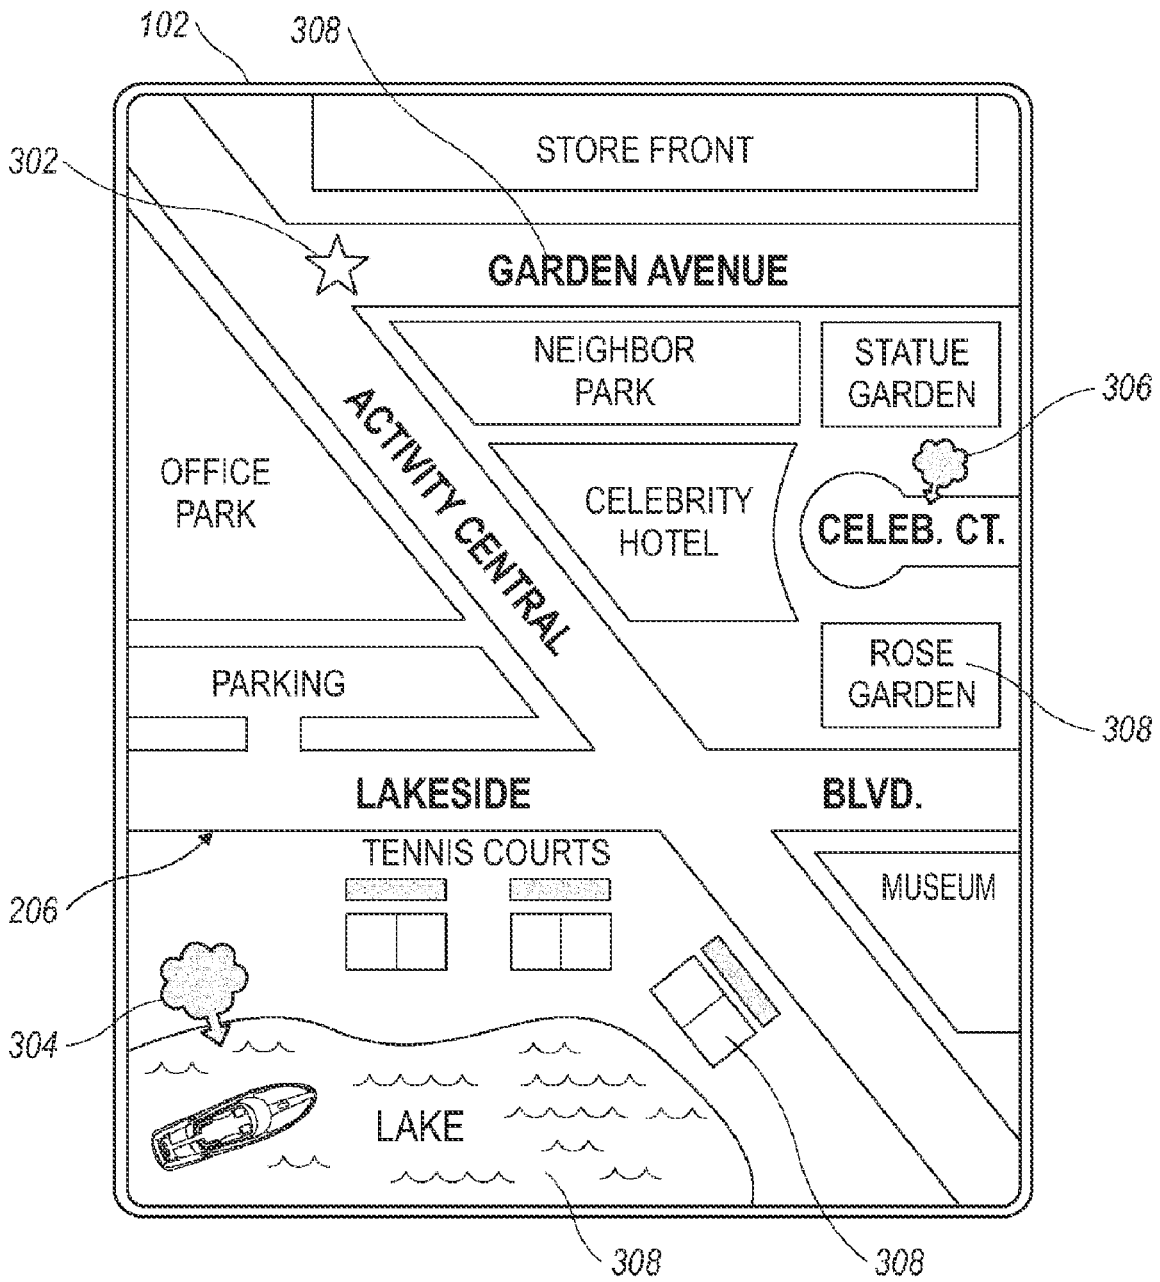 102
308
302
STORE FRONT
GARDEN AVENUE
NEIGHBOR
PARK
STATUE
GARDEN
306
ACTIVITY CENTRAL
OFFICE
PARK
CELEBRITY
HOTEL
CELEB. CT.
PARKING
ROSE
GARDEN
308
LAKESIDE BLVD.
TENNIS COURTS
MUSEUM
206
304
LAKE
308
308